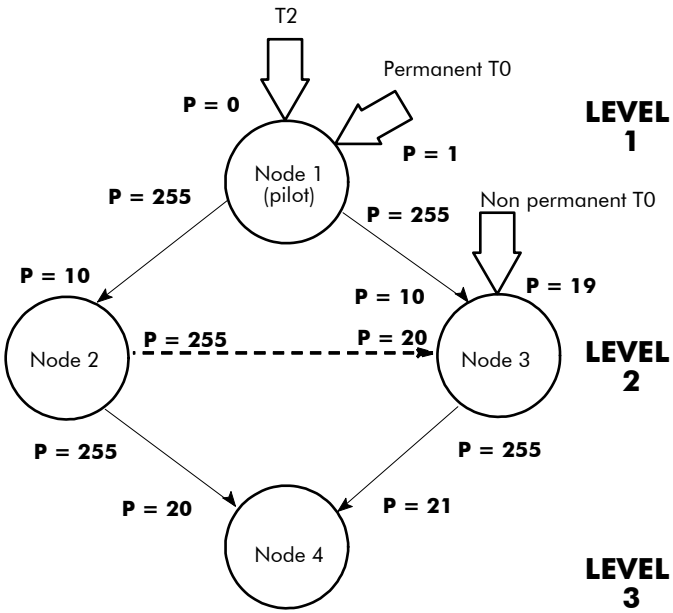 T2
Permanent T0
P = 0
LEVEL
1
P = 1
Node 1
(pilot)
P = 255
P = 255
Non permanent T0
P = 10
P = 10
P = 19
P = 255
P = 20
Node 2
Node 3
LEVEL
2
P = 255
P = 255
P = 20
P = 21
Node 4
LEVEL
3